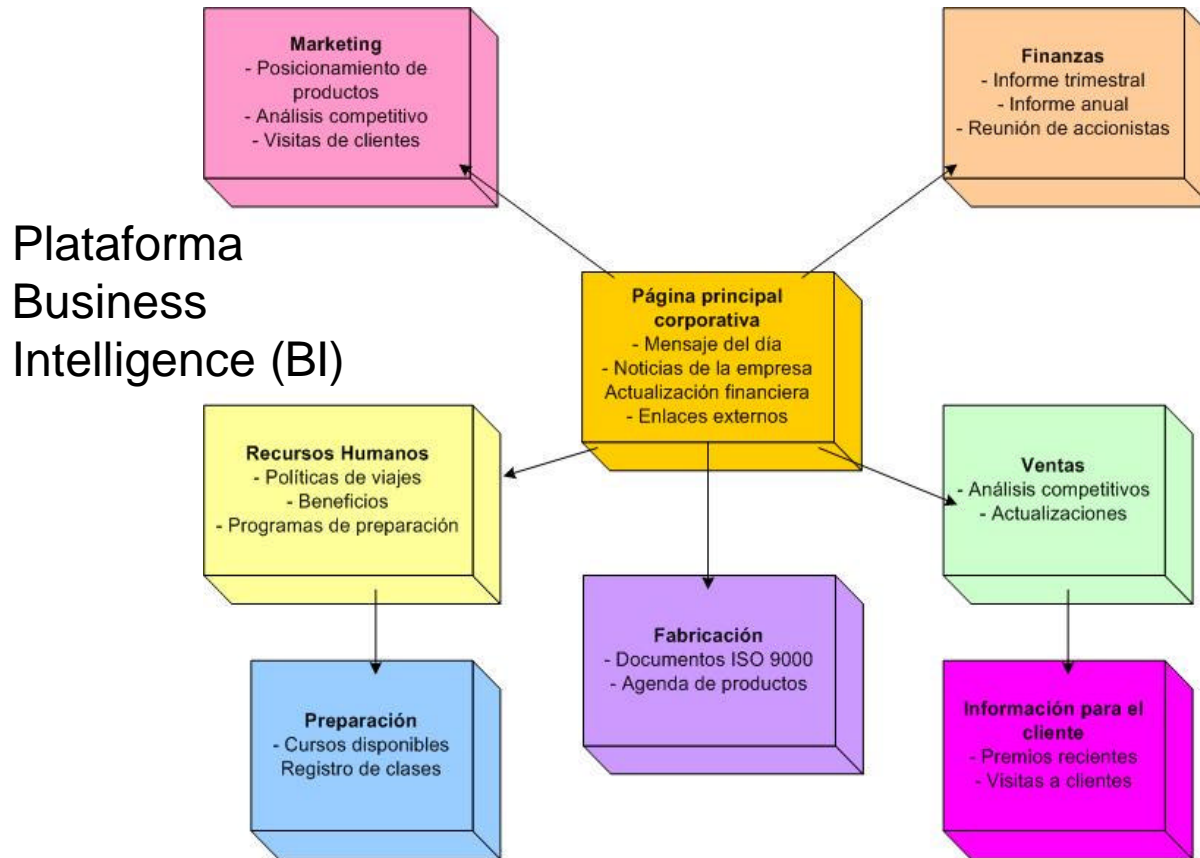 Marketing
- Posicionamiento de
productos
- Análisis competitivo
- Visitas de clientes
Finanzas
- Informe trimestral
- Informe anual
- Reunión de accionistas
Plataforma
Business
Intelligence (BI)
Página principal
corporativa
- Mensaje del día
- Noticias de la empresa
Actualización financiera
- Enlaces externos
Recursos Humanos
- Políticas de viajes
- Beneficios
- Programas de preparación
Ventas
- Análisis competitivos
- Actualizaciones
Fabricación
- Documentos ISO 9000
- Agenda de productos
Preparación
- Cursos disponibles
Registro de clases
Información para el
cliente
- Premios recientes
- Visitas a clientes